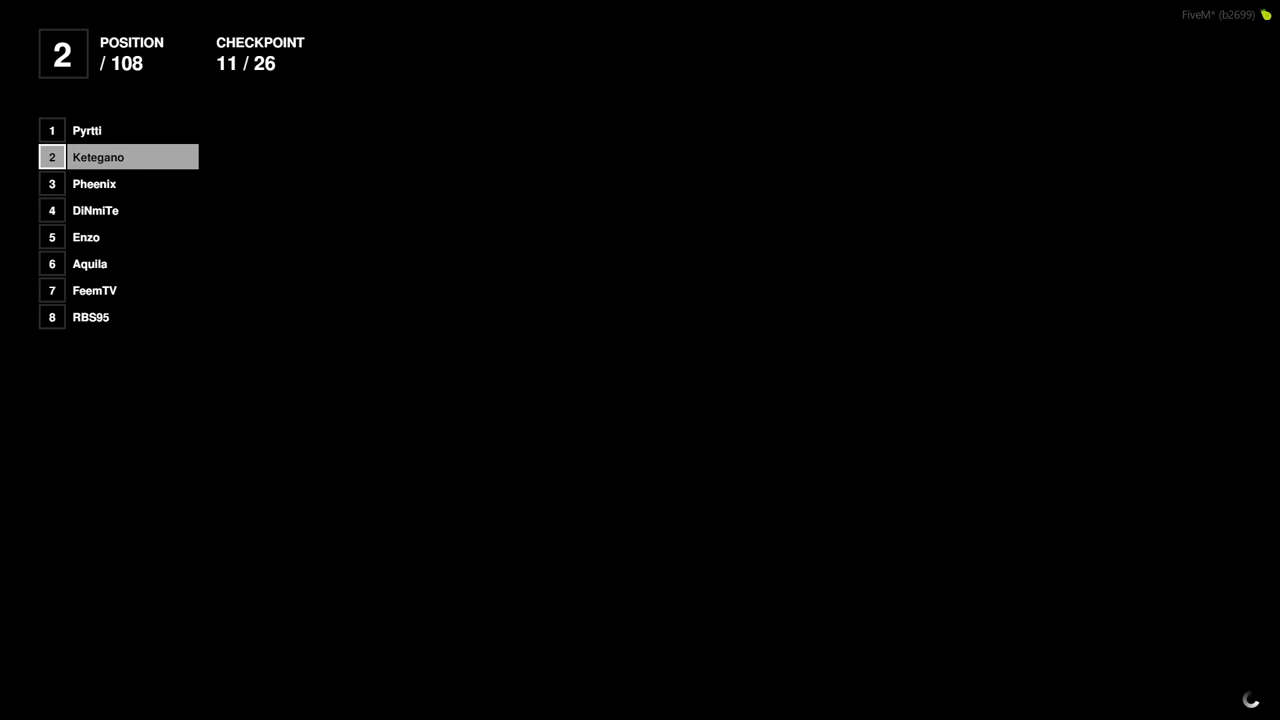 FiveM* (b2699)
2 POSITION / 108
CHECKPOINT 11 / 26
1 Pyrtti
2 Ketegano
3 Pheenix
4 DiNmiTe
5 Enzo
6 Aquila
7 FeemTV
8 RBS95